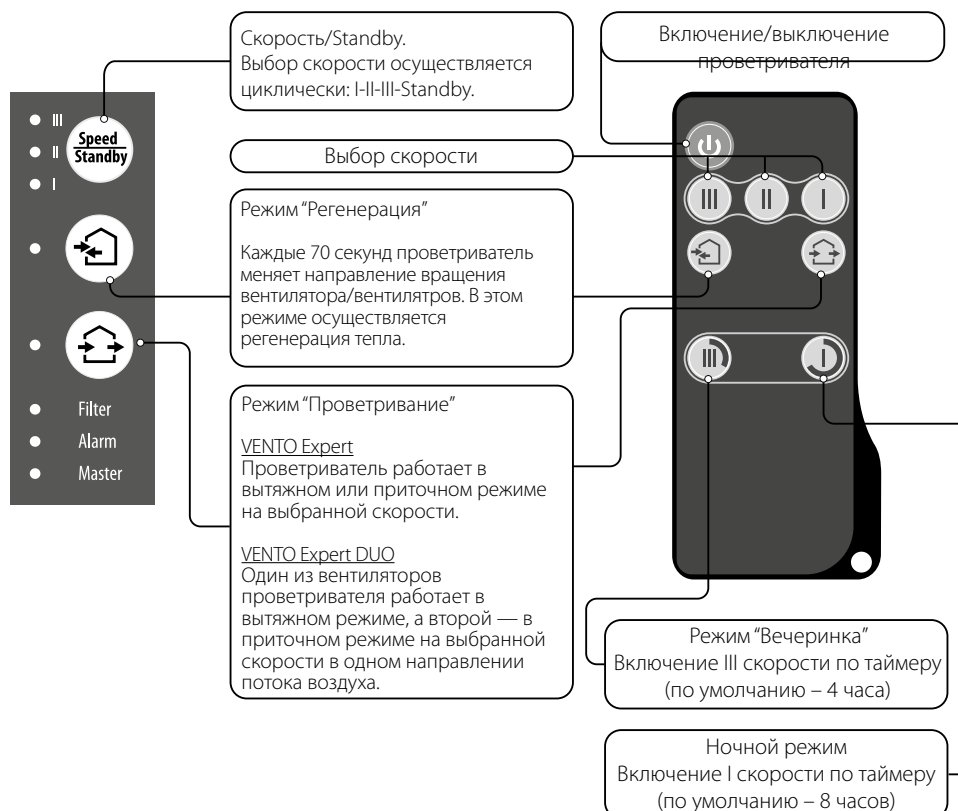 Скорость/Standby.
Выбор скорости осуществляется
циклически: I-II-III-Standby.
Включение/выключение
проветривателя
III
II
I
Speed
Standby
Filter
Alarm
Master
Выбор скорости
III
II
I
Режим “Регенерация”
Каждые 70 секунд проветриватель
меняет направление вращения
вентилятора/вентилятров. В этом
режиме осуществляется
регенерация тепла.
III
I
Режим “Проветривание”
VENTO Expert
Проветриватель работает в
вытяжном или приточном режиме
на выбранной скорости.
VENTO Expert DUO
Один из вентиляторов
проветривателя работает в
вытяжном режиме, а второй — в
приточном режиме на выбранной
скорости в одном направлении
потока воздуха.
Режим “Вечеринка”
Включение III скорости по таймеру
(по умолчанию – 4 часа)
Ночной режим
Включение I скорости по таймеру
(по умолчанию – 8 часов)